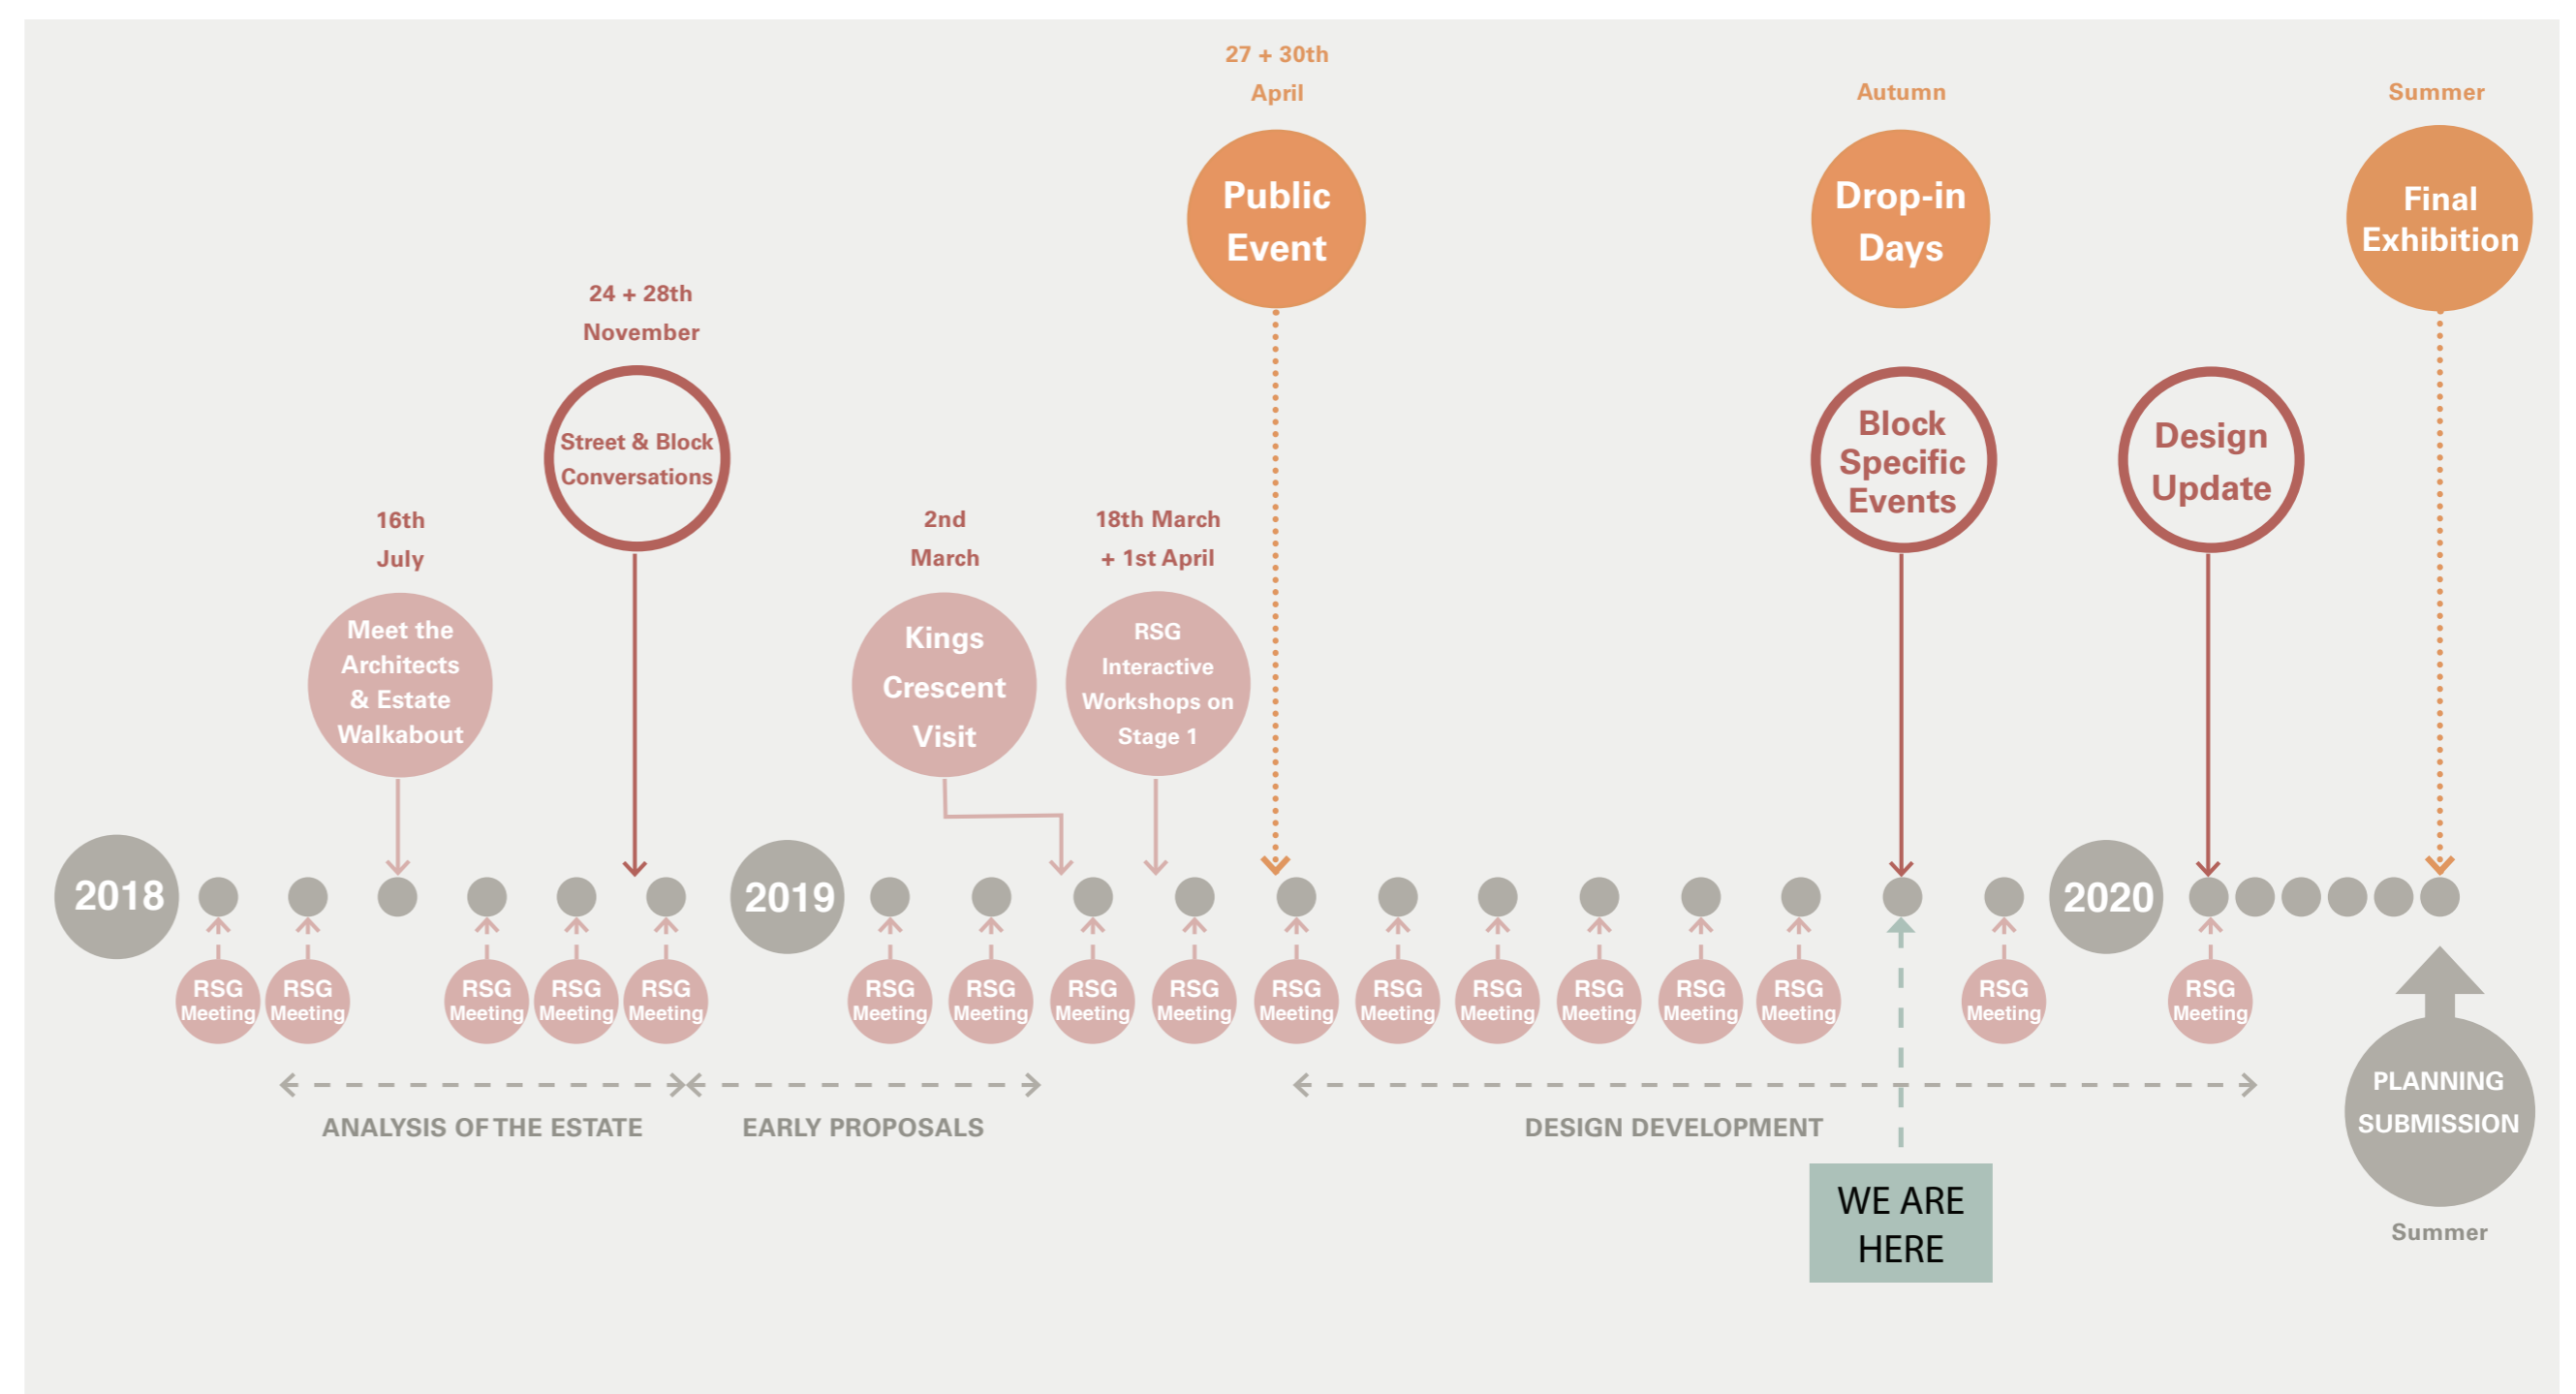 27 + 30th
April
Autumn
Summer
Public
Event
Drop-in
Days
Final
Exhibition
24 + 28th
November
Street & Block
Conversations
Block
Specific
Events
Design
Update
16th
July
2nd
March
18th March
+ 1st April
Meet the
Architects
& Estate
Walkabout
Kings
Crescent
Visit
RSG
Interactive
Workshops on
Stage 1
2018
2019
2020
RSG
Meeting
RSG
Meeting
RSG
Meeting
RSG
Meeting
RSG
Meeting
RSG
Meeting
RSG
Meeting
RSG
Meeting
RSG
Meeting
RSG
Meeting
RSG
Meeting
RSG
Meeting
RSG
Meeting
RSG
Meeting
RSG
Meeting
RSG
Meeting
RSG
Meeting
ANALYSIS OF THE ESTATE
EARLY PROPOSALS
DESIGN DEVELOPMENT
PLANNING
SUBMISSION
Summer
WE ARE
HERE